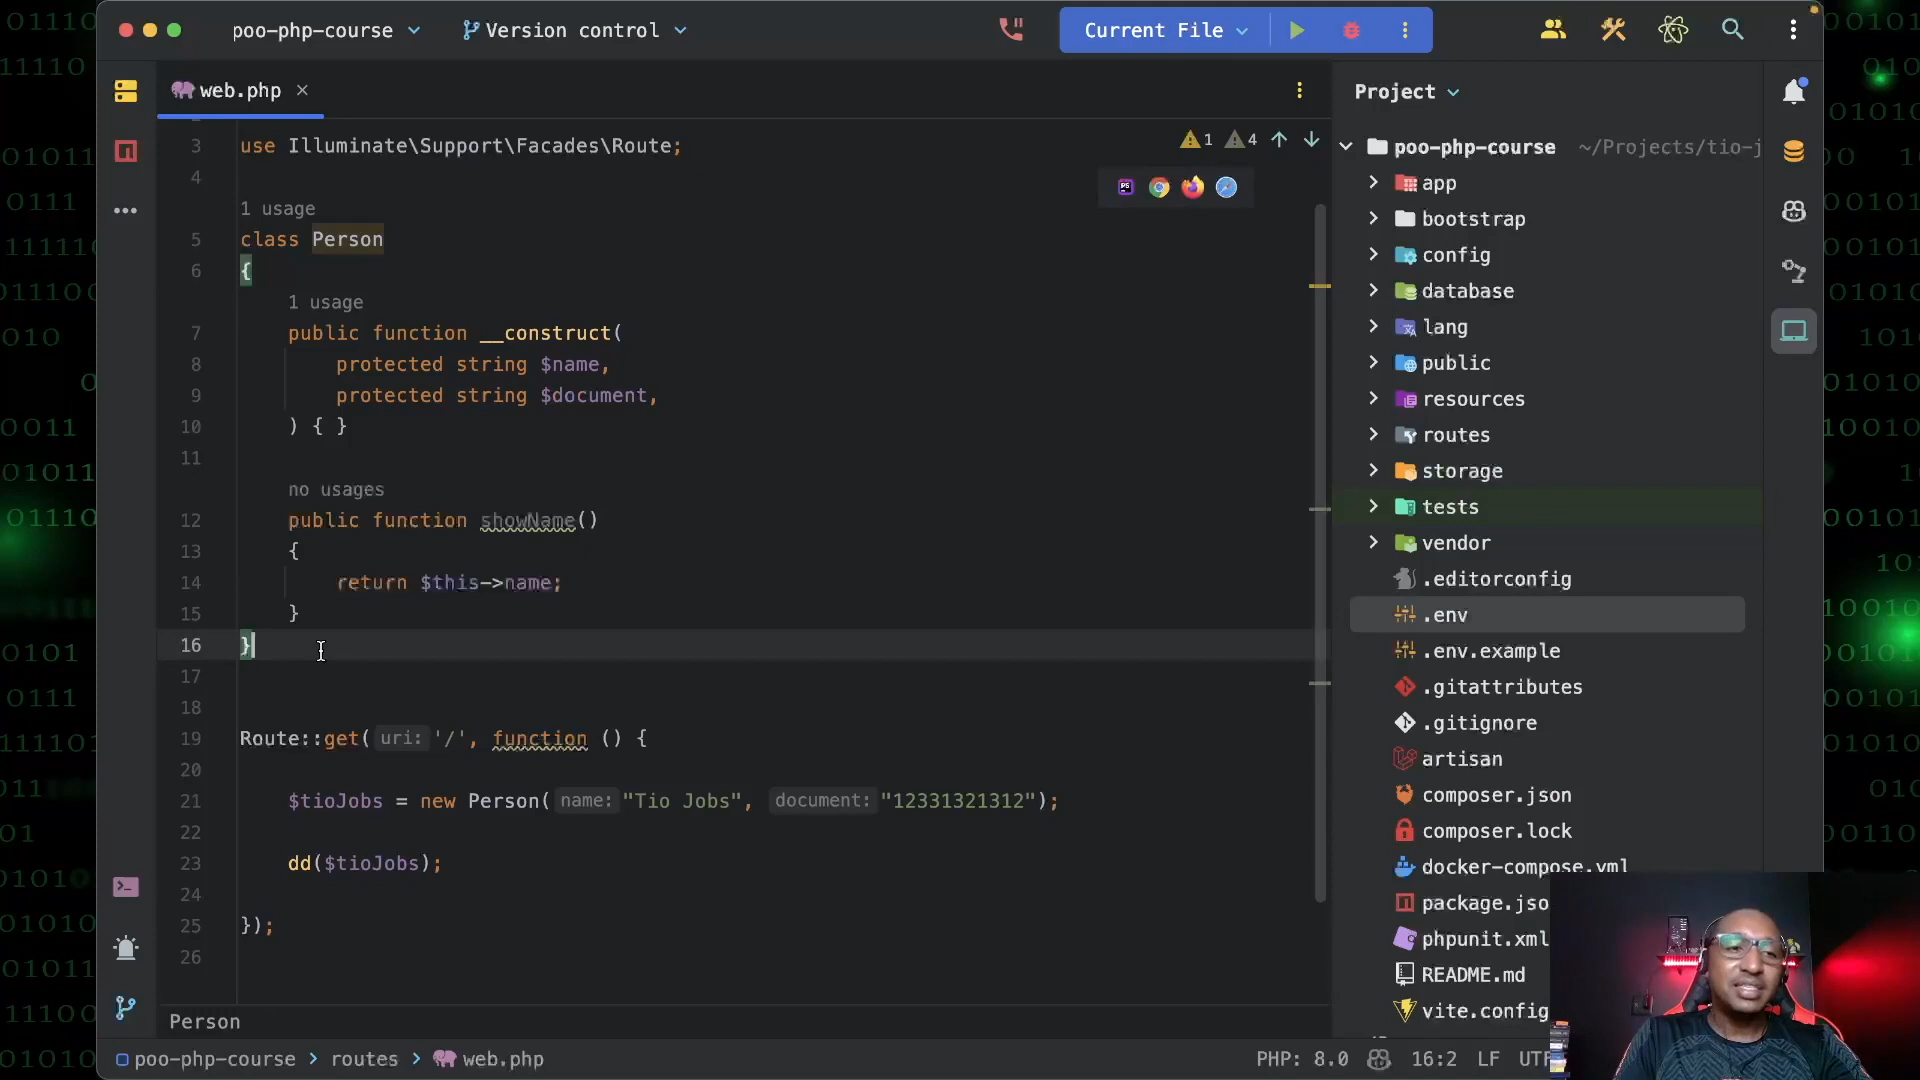 poo-php-course
Version control
Current File
web.php
Project
1
4
3 use Illuminate\Support\Facades\Route;
4
1 usage
5 class Person
6 {
1 usage
7 public function __construct(
8 protected string $name,
9 protected string $document,
10 ) { }
11
no usages
12 public function showName()
13 {
14 return $this->name;
15 }
16 }
17
18
19 Route::get( uri: '/', function () {
20
21 $tioJobs = new Person( name: "Tio Jobs", document: "12331321312");
22
23 dd($tioJobs);
24
25 });
26
Person
poo-php-course > routes > web.php
PHP: 8.0
16:2
LF
poo-php-course ~/Projects/tio-j
app
bootstrap
config
database
lang
public
resources
routes
storage
tests
vendor
.editorconfig
.env
.env.example
.gitattributes
.gitignore
artisan
composer.json
composer.lock
docker-compose.yml
package.jso
phpunit.xml
README.md
vite.config